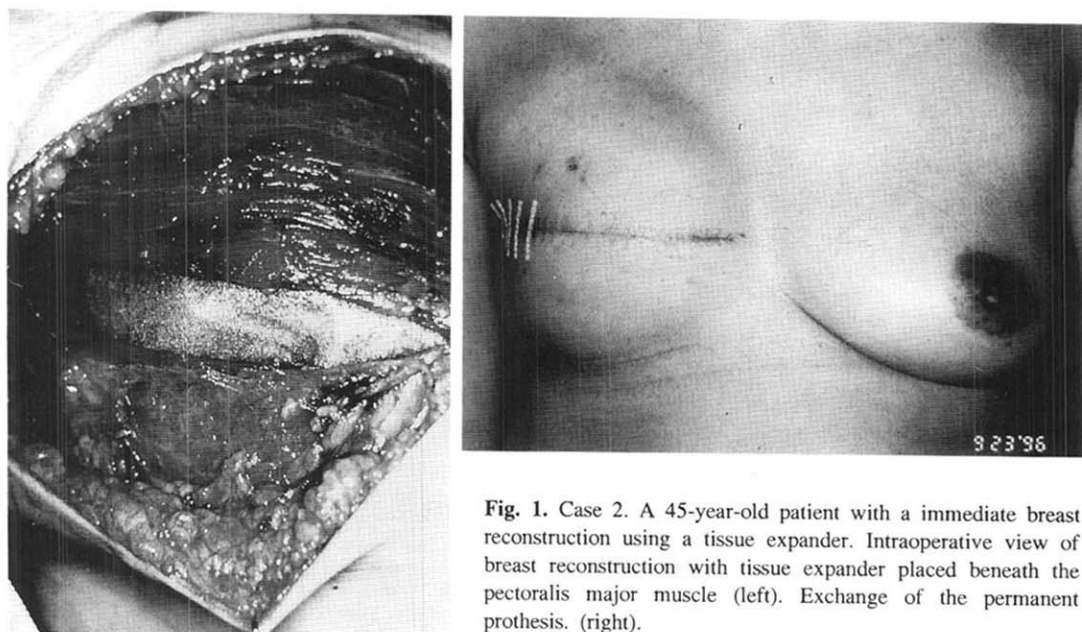 9 23 '96
Fig. 1. Case 2. A 45-year-old patient with a immediate breast
reconstruction using a tissue expander. Intraoperative view of
breast reconstruction with tissue expander placed beneath the
pectoralis major muscle (left). Exchange of the permanent
prothesis. (right).